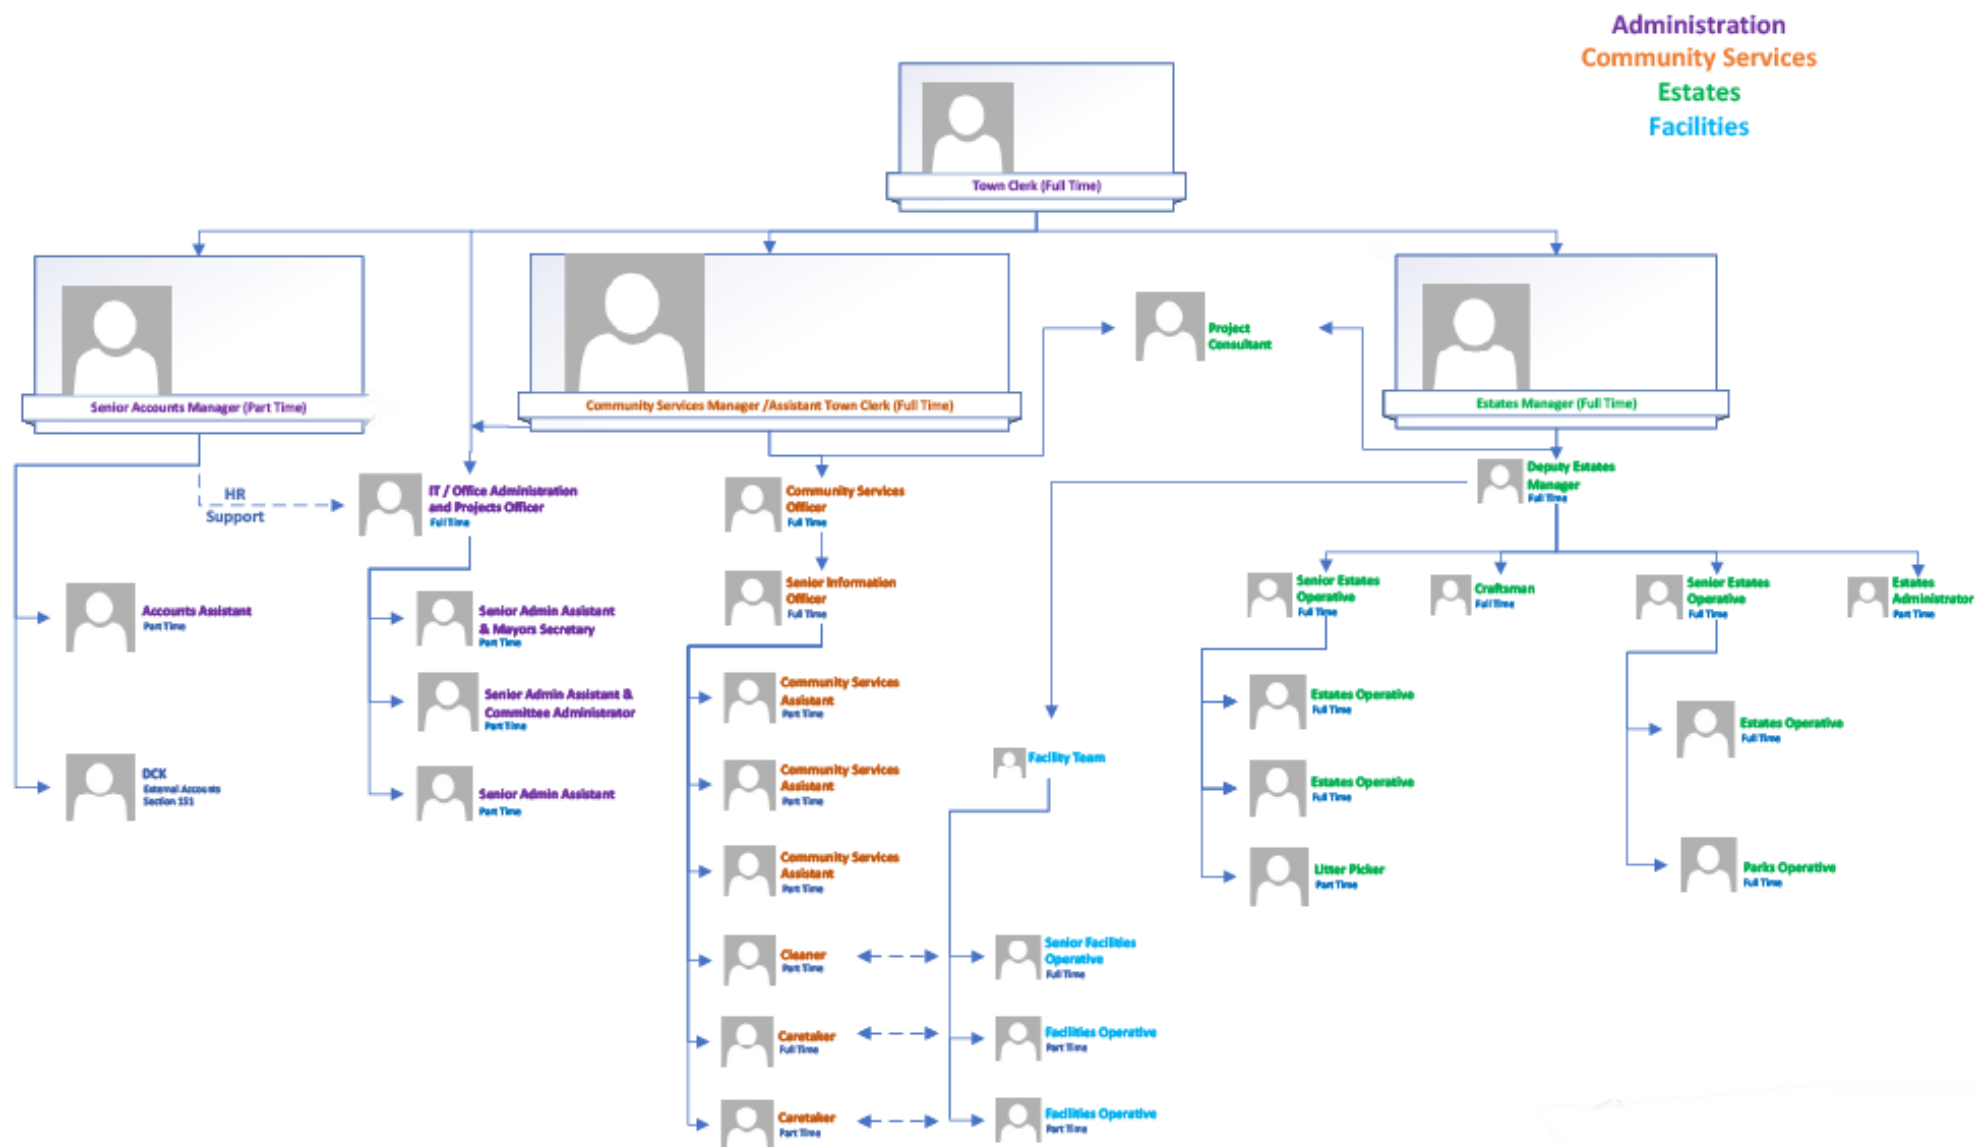 Administration
Community Services
Estates
Facilities
Town Clerk (Full Time)
Senior Accounts Manager (Part Time)
Community Services Manager /Assistant Town Clerk (Full Time)
Project
Consultant
Estates Manager (Full Time)
HR
Support
IT / Office Administration
and Projects Officer
Full Time
Community Services
Officer
Full Time
Deputy Estates
Manager
Full Time
Accounts Assistant
Part Time
DCK
External Accounts
Section 151
Senior Admin Assistant
& Mayors Secretary
Part Time
Senior Admin Assistant &
Committee Administrator
Part Time
Senior Admin Assistant
Part Time
Senior Information
Officer
Full Time
Community Services
Assistant
Part Time
Community Services
Assistant
Part Time
Community Services
Assistant
Part Time
Cleaner
Part Time
Caretaker
Full Time
Caretaker
Part Time
Facility Team
Senior Facilities
Operative
Full Time
Facilities Operative
Part Time
Facilities Operative
Part Time
Senior Estates
Operative
Full Time
Craftsman
Full Time
Senior Estates
Operative
Full Time
Estates
Administrator
Part Time
Estates Operative
Full Time
Estates Operative
Full Time
Litter Picker
Part Time
Estates Operative
Full Time
Parks Operative
Full Time